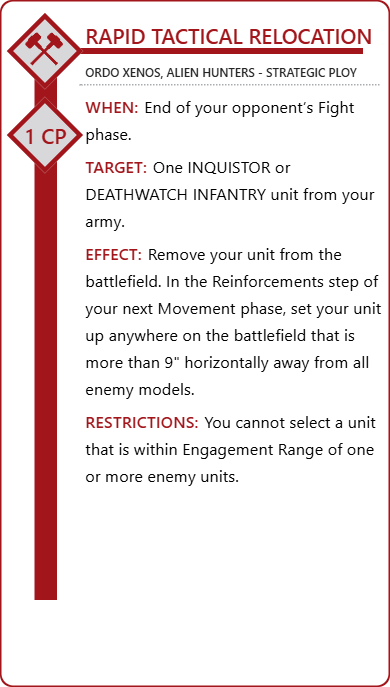 RAPID TACTICAL RELOCATION
ORDO XENOS, ALIEN HUNTERS - STRATEGIC PLOY
1 CP
WHEN: End of your opponent's Fight
phase.
TARGET: One INQUISTOR or
DEATHWATCH INFANTRY unit from your
army.
EFFECT: Remove your unit from the
battlefield. In the Reinforcements step of
your next Movement phase, set your unit
up anywhere on the battlefield that is
more than 9" horizontally away from all
enemy models.
RESTRICTIONS: You cannot select a unit
that is within Engagement Range of one
or more enemy units.